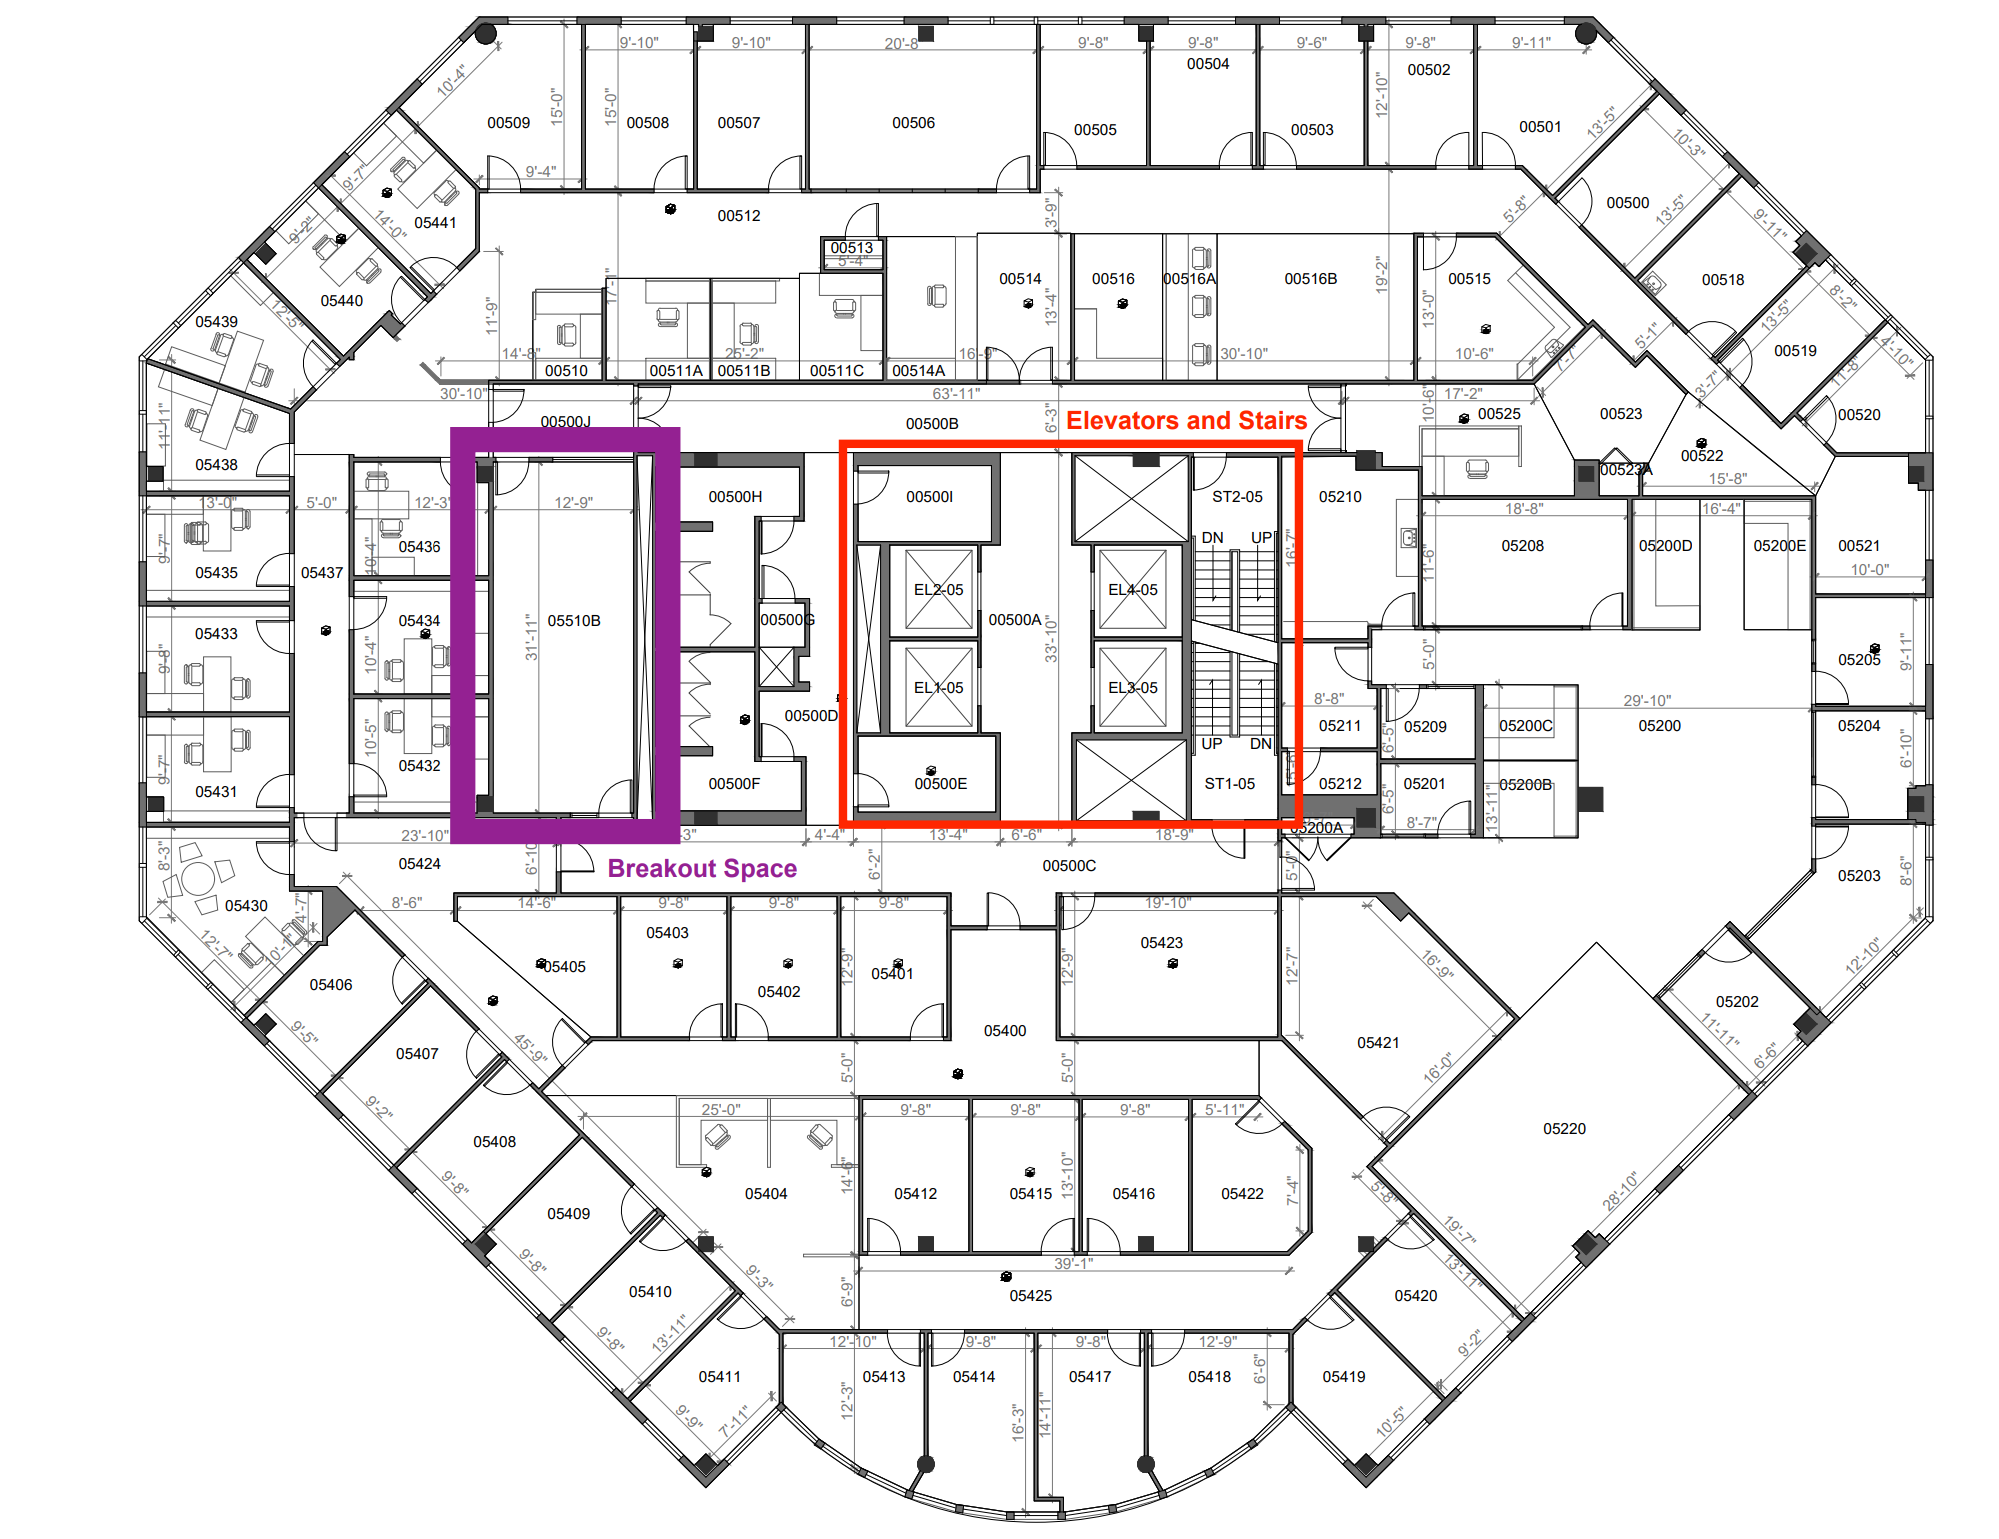 9'-10" 9'-10" 20'-8 9'-8" 9'-8" 9'-6" 9'-8" 9'-11"
00504 00502
10'-4" 15'-0" 15'-0" 12'-10"
00509 00508 00507 00506 00505 00503 00501 13'-5"
10'-3"
9'-4"
9'-7" 00500 13'-5"
14'-0" 05441 00512 3'-9" 5'-8" 9'-11"
9'-2"
00513
5'-4"
05440 00514 00516 00516A 00516B 19'-2" 00515 00518
17'-1" 13'-4" 13'-0" 8'-2"
05439 12'-5" 11'-9" 13'-5"
5'-1" 4'-10"
14'-8" 25'-2" 16'-9" 30'-10" 10'-6" 7'-7" 00519
00510 00511A 00511B 00511C 00514A 11'-8"
30'-10" 63'-11" 17'-2" 3'-7"
11'-11" 00500J 00500B 6'-3" Elevators and Stairs 10'-6" 00525 00523 00520
05438 00523A 00522
15'-8"
13'-0" 5'-0" 12'-3" 12'-9" 00500H 00500I ST2-05 05210 18'-8" 16'-4"
DN UP
9'-7" 05436 16'-7" 11'-6" 05208 05200D 05200E 00521
05435 05437 10'-4" 10'-0"
EL2-05 EL4-05
05433 05434 05510B 00500G 00500A
9'-8" 10'-4" 31'-11" 33'-10" 5'-0" 05205 9'-11"
EL1-05 EL3-05
8'-8" 29'-10"
00500D 05211 05209 05200C 05200 05204
9'-7" 10'-5" UP DN 6'-5" 6'-10"
05431 05432 00500F 00500E ST1-05 5'-6" 05212 05201 05200B
6'-5" 8'-7" 13'-11"
23'-10" -3" 4'-4" 13'-4" 6'-6" 18'-9" 05200A
8'-3" 05424 6'-10" Breakout Space 6'-2" 00500C 5'-0" 05203 8'-6"
05430 4'-7" 8'-6" 14'-6" 9'-8" 9'-8" 9'-8" 19'-10"
05403 05423
12'-7" 10'-1" 12'-9" 12'-9" 12'-7" 16'-9" 12'-10"
05406 05405 05402 05401 05202
9'-5" 05400 05421 11'-11"
05407 45'-9" 5'-0" 5'-0" 16'-0" 6'-6"
9'-2" 25'-0" 9'-8" 9'-8" 9'-8" 5'-11"
05408 05220
9'-8" 14'-6" 13'-10" 7'-4" 5'-8" 28'-10"
05409 05404 05412 05415 05416 05422
9'-8" 39'-1" 19'-7"
9'-3" 13'-11"
05410 6'-9" 05425 05420
9'-8" 13'-11" 12'-10" 9'-8" 9'-8" 12'-9" 9'-2"
05411 05413 05414 05417 05418 6'-6" 05419
9'-9" 7'-11" 12'-3" 16'-3" 14'-11" 10'-5"